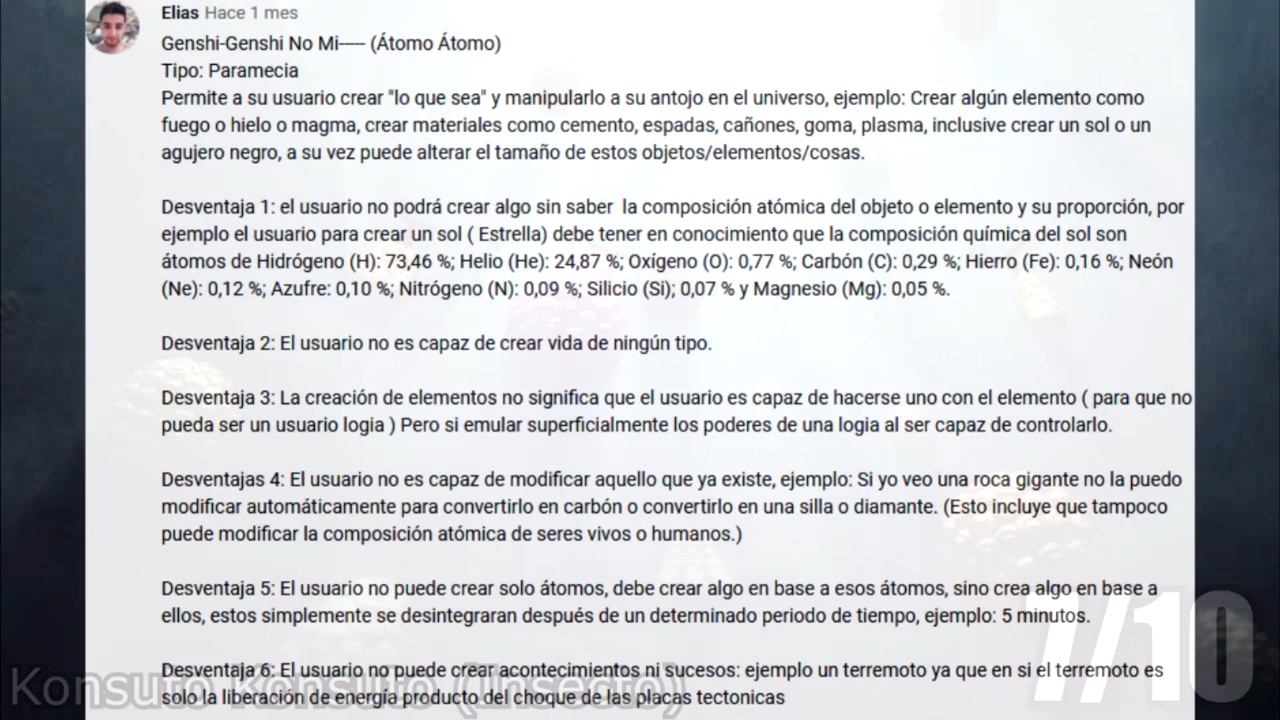 Elias Hace 1 mes
Genshi-Genshi No Mi---- (Átomo Átomo)
Tipo: Paramecia
Permite a su usuario crear "lo que sea" y manipularlo a su antojo en el universo, ejemplo: Crear algún elemento como
fuego o hielo o magma, crear materiales como cemento, espadas, cañones, goma, plasma, inclusive crear un sol o un
agujero negro, a su vez puede alterar el tamaño de estos objetos/elementos/cosas.
Desventaja 1: el usuario no podrá crear algo sin saber  la composición atómica del objeto o elemento y su proporción, por
ejemplo el usuario para crear un sol ( Estrella) debe tener en conocimiento que la composición química del sol son
átomos de Hidrógeno (H): 73,46 %; Helio (He): 24,87 %; Oxígeno (O): 0,77 %; Carbón (C): 0,29 %; Hierro (Fe): 0,16 %; Neón
(Ne): 0,12 %; Azufre: 0,10 %; Nitrógeno (N): 0,09 %; Silicio (Si); 0,07 % y Magnesio (Mg): 0,05 %.
Desventaja 2: El usuario no es capaz de crear vida de ningún tipo.
Desventaja 3: La creación de elementos no significa que el usuario es capaz de hacerse uno con el elemento ( para que no
pueda ser un usuario logia ) Pero si emular superficialmente los poderes de una logia al ser capaz de controlarlo.
Desventajas 4: El usuario no es capaz de modificar aquello que ya existe, ejemplo: Si yo veo una roca gigante no la puedo
modificar automáticamente para convertirlo en carbón o convertirlo en una silla o diamante. (Esto incluye que tampoco
puede modificar la composición atómica de seres vivos o humanos.)
Desventaja 5: El usuario no puede crear solo átomos, debe crear algo en base a esos átomos, sino crea algo en base a
ellos, estos simplemente se desintegraran después de un determinado periodo de tiempo, ejemplo: 5 minutos.
7/10
Desventaja 6: El usuario no puede crear acontecimientos ni sucesos: ejemplo un terremoto ya que en si el terremoto es
solo la liberación de energía producto del choque de las placas tectonicas
Konsuto Konsuto (Insecto)